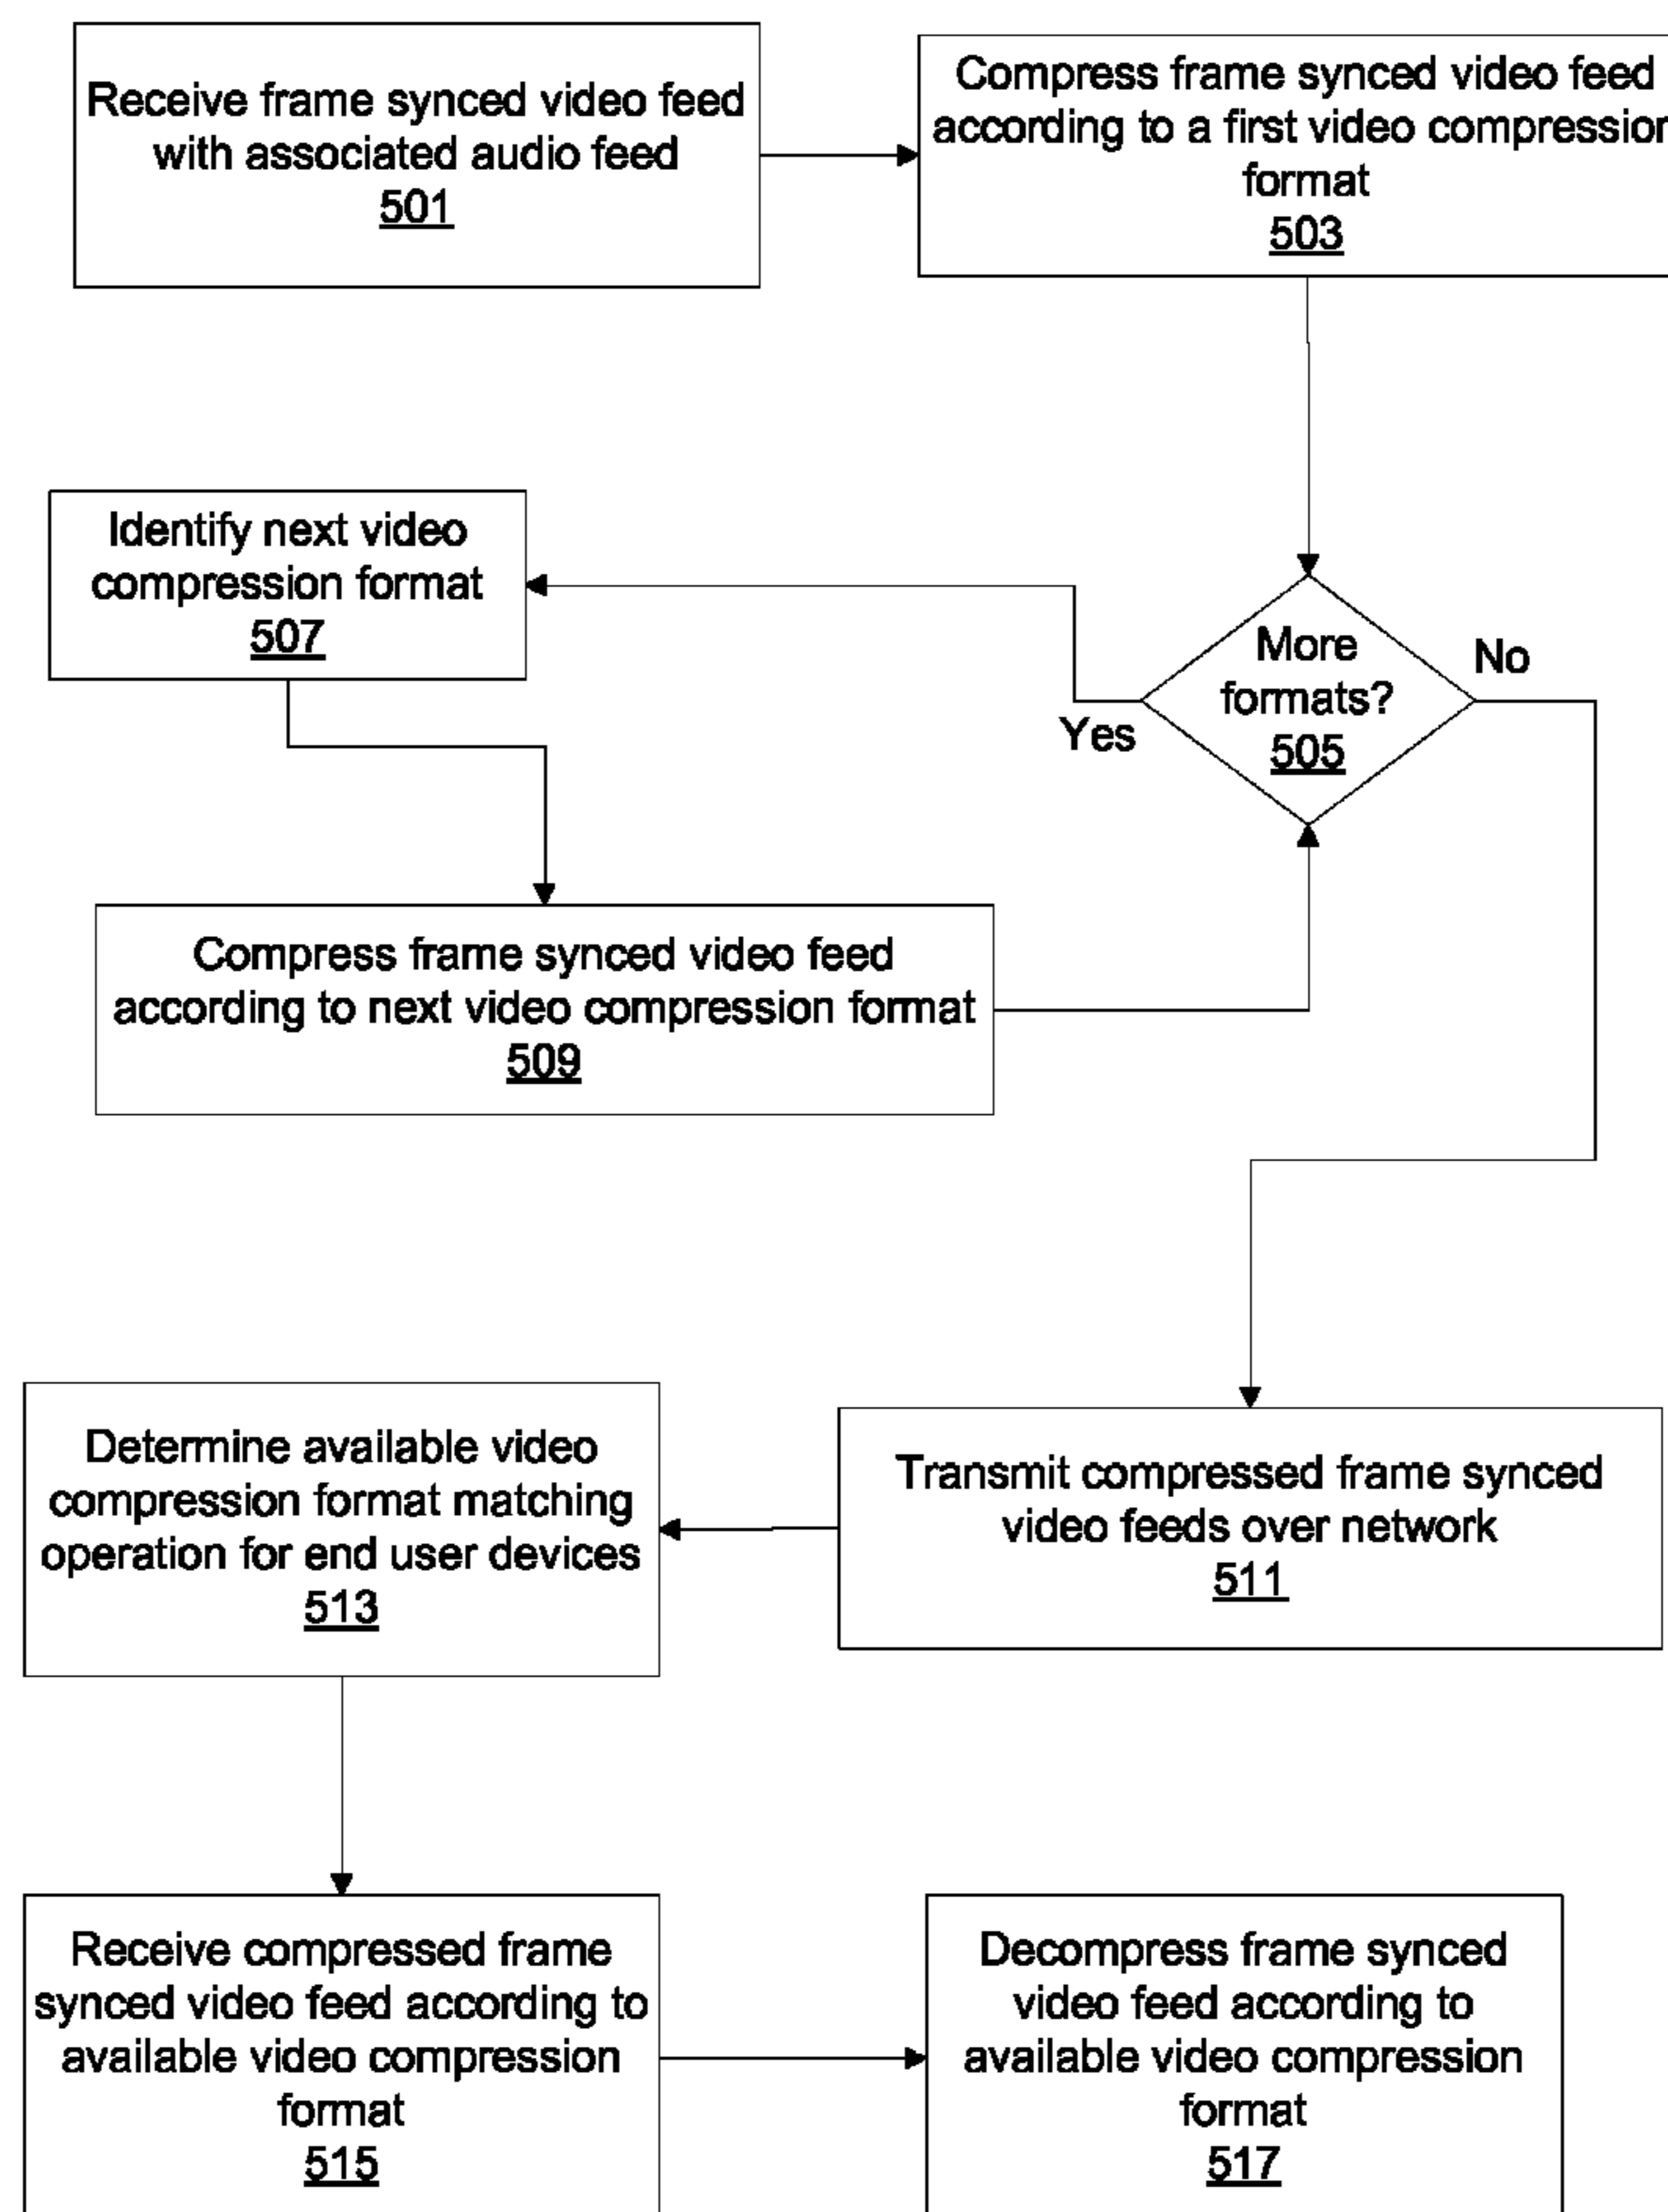 Receive frame synced video feed
with associated audio feed
501
Compress frame synced video feed
according to a first video compression
format
503
Identify next video
compression format
507
More
formats?
505
No
Yes
Compress frame synced video feed
according to next video compression format
509
Determine available video
compression format matching
operation for end user devices
513
Transmit compressed frame synced
video feeds over network
511
Receive compressed frame
synced video feed according to
available video compression
format
515
Decompress frame synced
video feed according to
available video compression
format
517